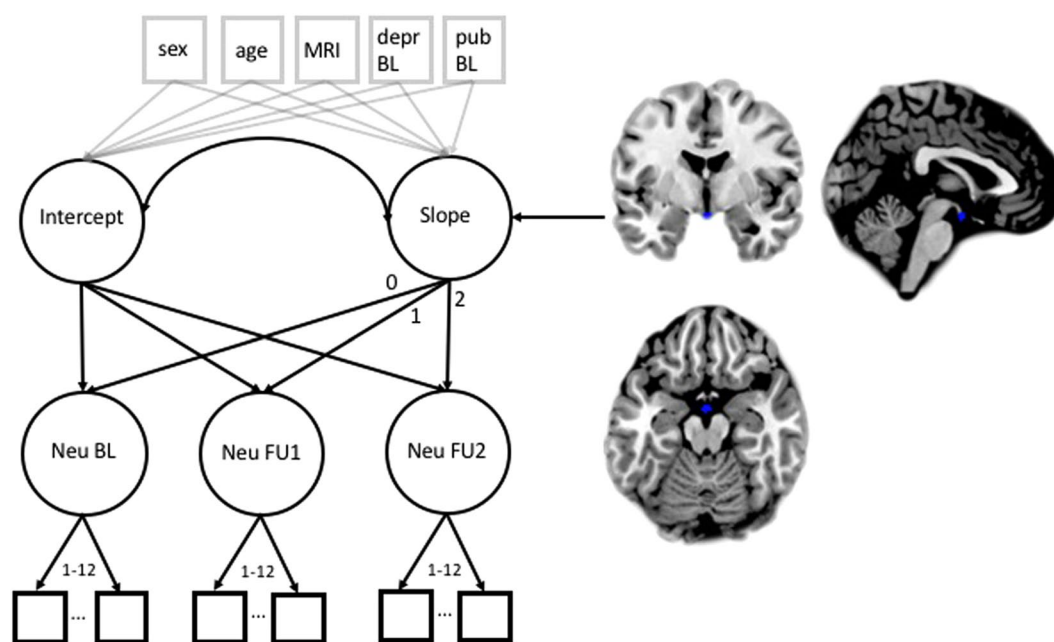 sex
age
MRI
depr
BL
pub
BL
Intercept
Slope
0
1
2
Neu BL
Neu FU1
Neu FU2
1-12
1-12
1-12
...
...
...